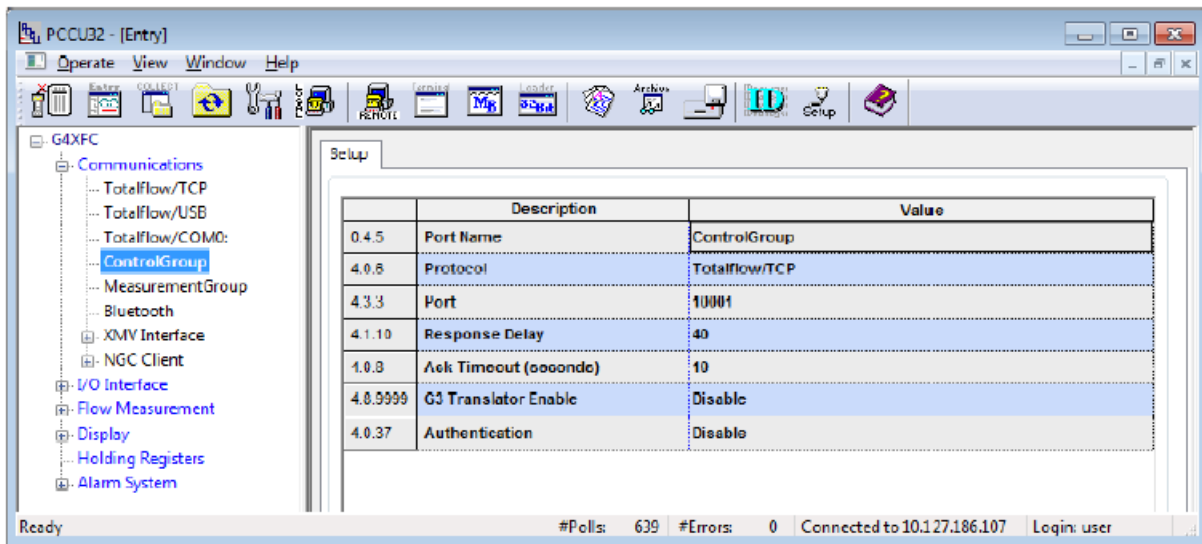 PCCU32 - [Entry]
Operate View Window Help
Entry COLLECT REMOTE MB Loader 32Bit Archive Setup
G4XFC
Communications
Totalflow/TCP
Totalflow/USB
Totalflow/COM0:
ControlGroup
MeasurementGroup
Bluetooth
XMV Interface
NGC Client
I/O Interface
Flow Measurement
Display
Holding Registers
Alarm System
Setup
Description Value
0.4.5 Port Name ControlGroup
4.0.6 Protocol Totalflow/TCP
4.3.3 Port 10001
4.1.10 Response Delay 40
4.0.8 Ack Timeout (seconds) 10
4.8.9999 G3 Translator Enable Disable
4.0.37 Authentication Disable
Ready #Polls: 639 #Errors: 0 Connected to 10.127.186.107 Login: user